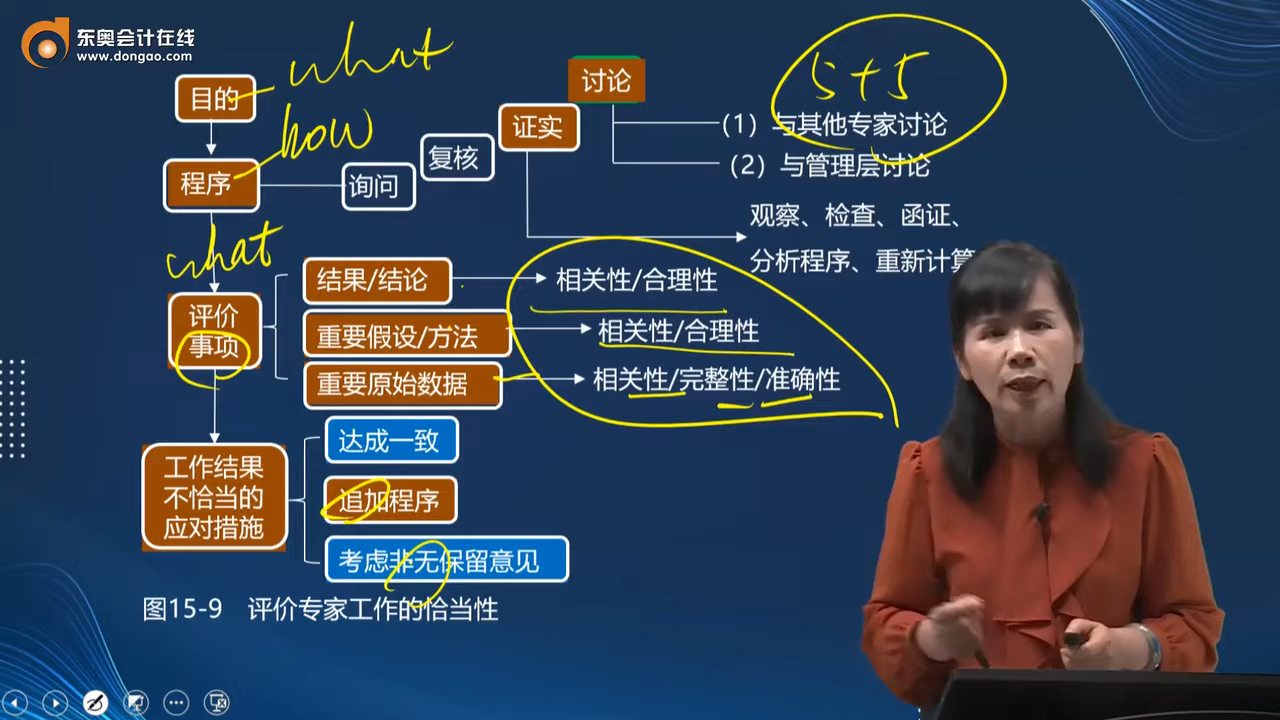 东奥会计在线
www.dongao.com
what
目的
讨论
5+5
how
证实
(1) 与其他专家讨论
复核
(2) 与管理层讨论
程序
询问
观察、检查、函证、
分析程序、重新计算
what
结果/结论
相关性/合理性
评价
事项
重要假设/方法
相关性/合理性
重要原始数据
相关性/完整性/准确性
工作结果
不恰当的
应对措施
达成一致
追加程序
考虑非无保留意见
图15-9 评价专家工作的恰当性